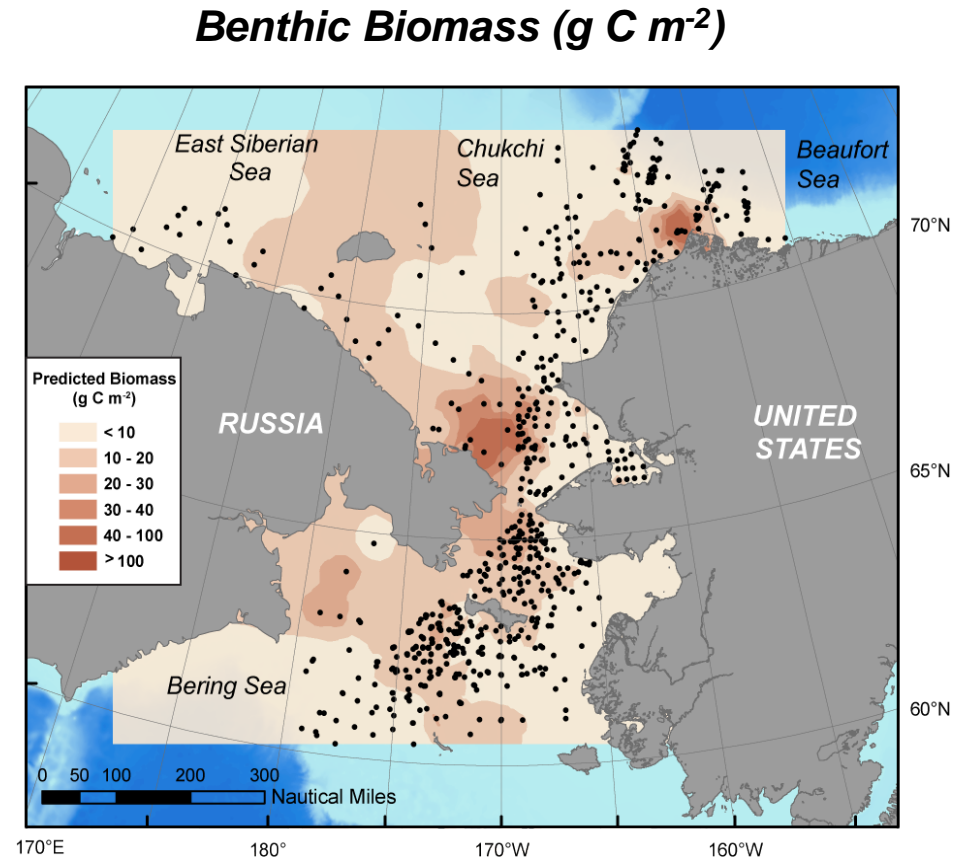 Benthic Biomass (g C m-2)
East Siberian
Sea
Chukchi
Sea
Beaufort
Sea
70°N
Predicted Biomass
(g C m-2)
< 10
10 - 20
20 - 30
30 - 40
40 - 100
> 100
RUSSIA
UNITED
STATES
65°N
Bering Sea
60°N
0 50 100 200 300
Nautical Miles
170°E 180° 170°W 160°W